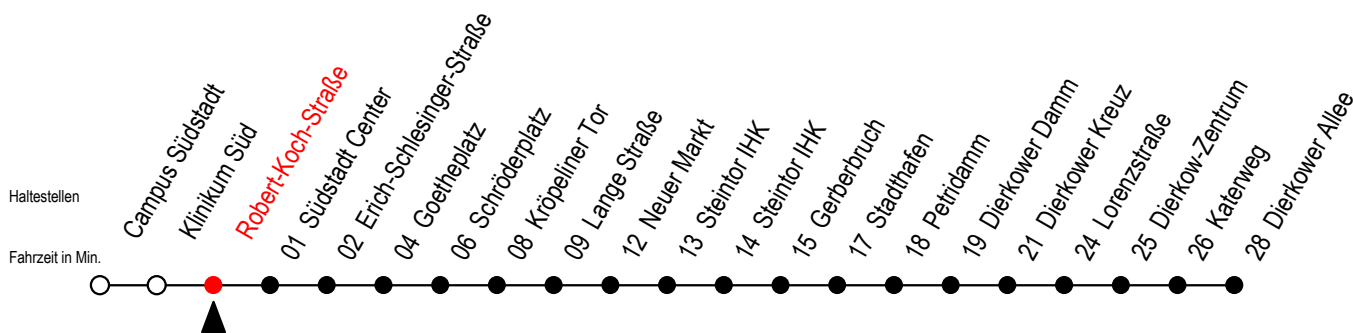 Haltestellen
Fahrzeit in Min.
Campus Südstadt
Klinikum Süd
Robert-Koch-Straße
01 Südstadt Center
02 Erich-Schlesinger-Straße
04 Goetheplatz
06 Schröderplatz
08 Kröpeliner Tor
09 Lange Straße
12 Neuer Markt
13 Steintor IHK
14 Steintor IHK
15 Gerberbruch
17 Stadthafen
18 Petridamm
19 Dierkower Damm
21 Dierkower Kreuz
24 Lorenzstraße
25 Dierkow-Zentrum
26 Katerweg
28 Dierkower Allee